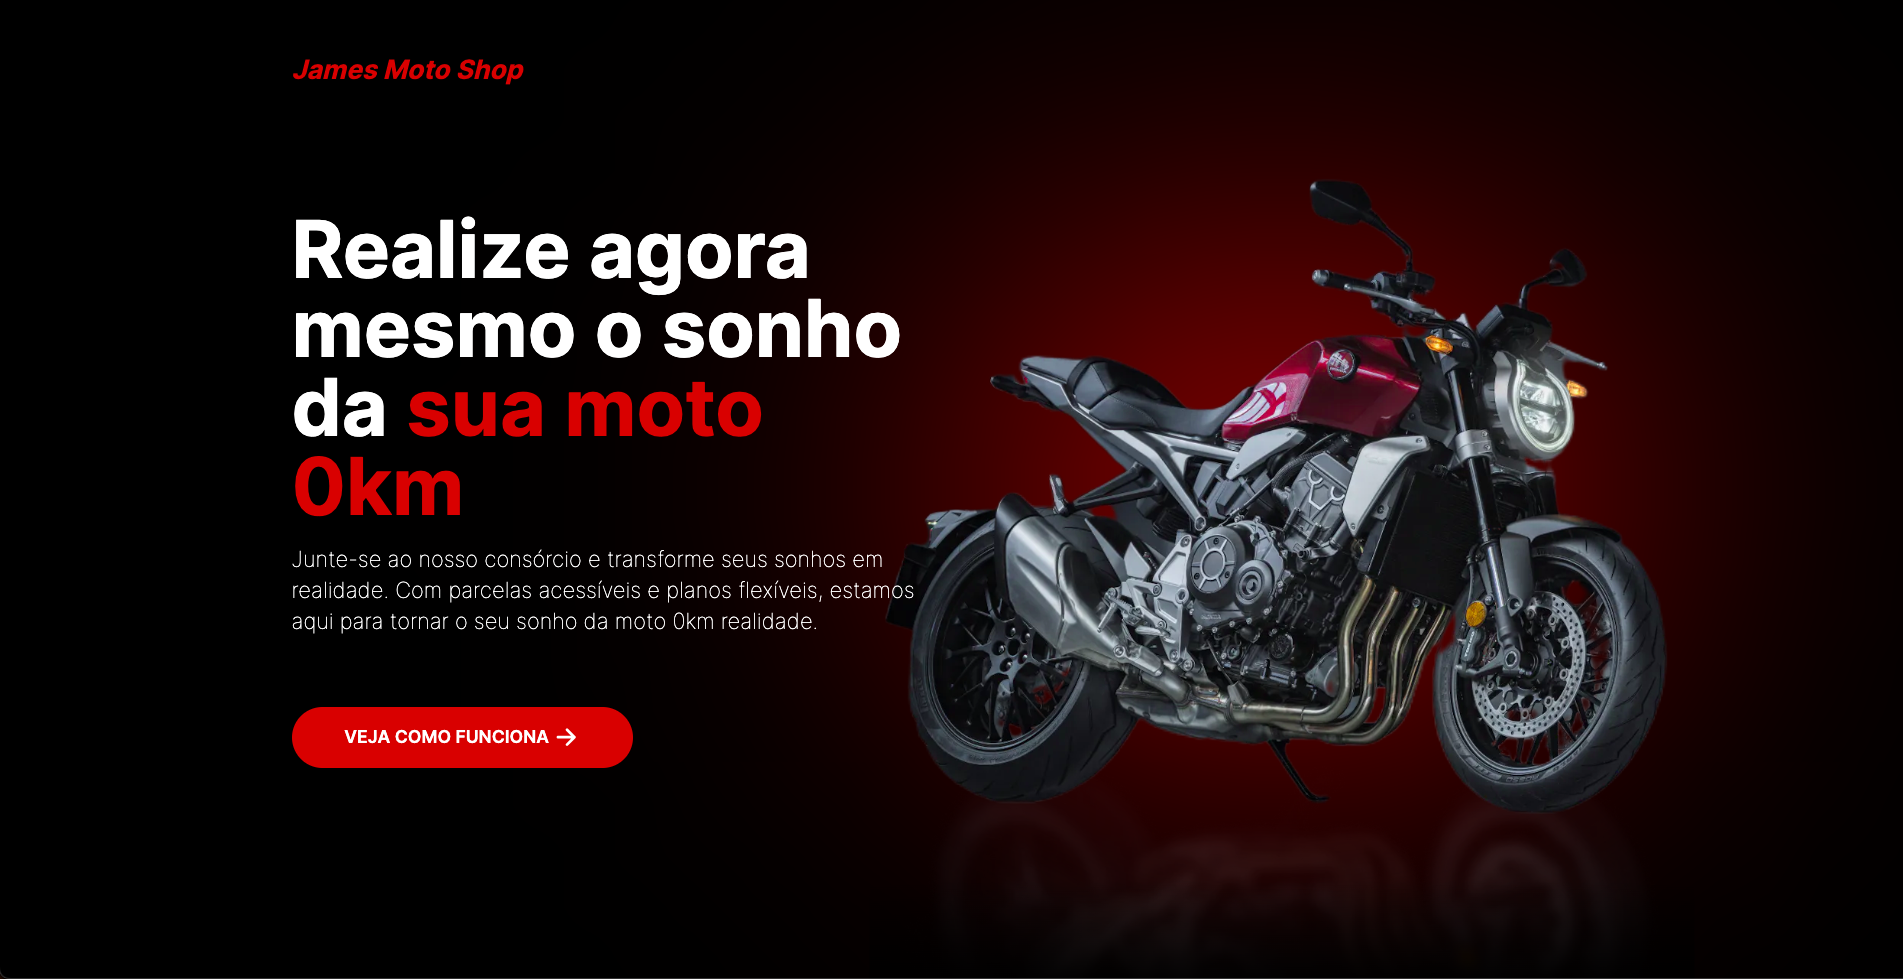 James Moto Shop
Realize agora
mesmo o sonho
da sua moto
0km
Junte-se ao nosso consórcio e transforme seus sonhos em
realidade. Com parcelas acessíveis e planos flexíveis, estamos
aqui para tornar o seu sonho da moto 0km realidade.
VEJA COMO FUNCIONA